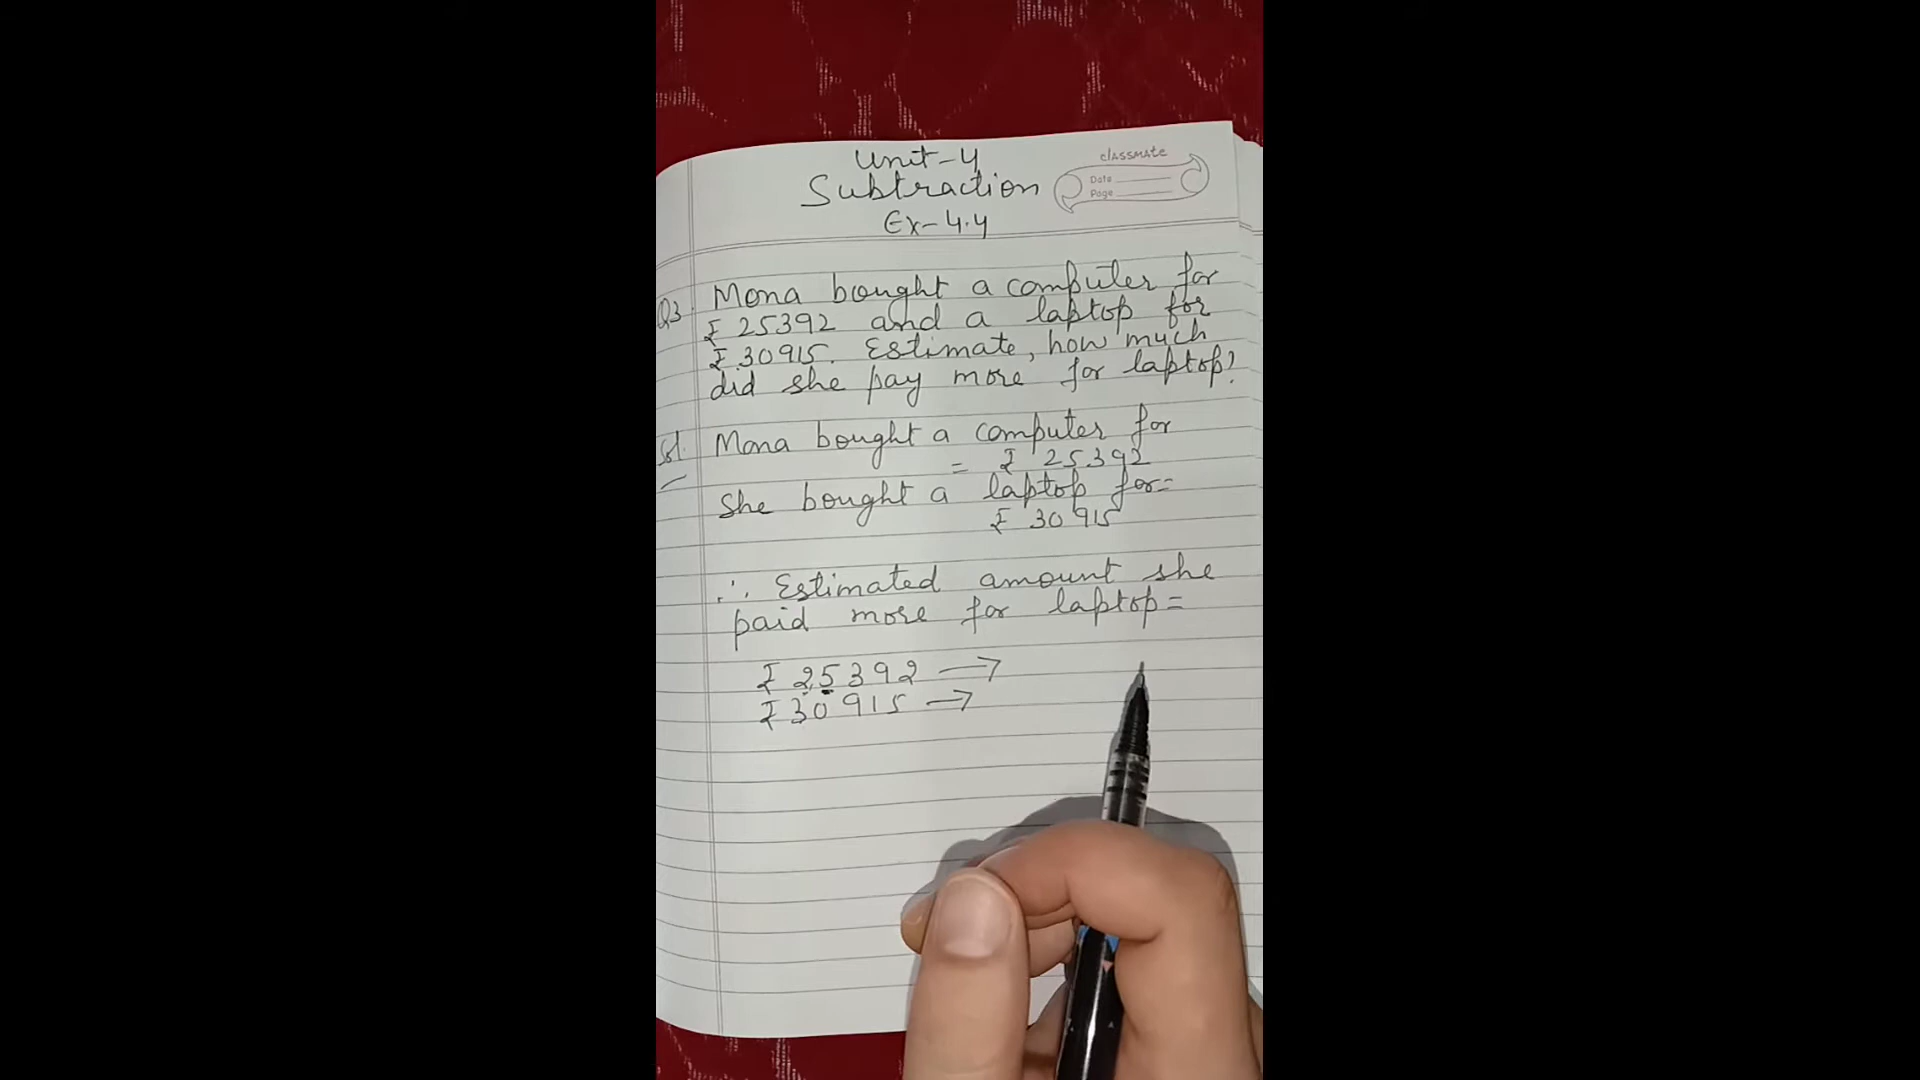 Unit-4
Subtraction
Ex-4.4
classmate
Date
Page
Q3. Mona bought a computer for
₹ 25392 and a laptop for
₹ 30915. Estimate, how much
did she pay more for laptop?
Sol. Mona bought a computer for
= ₹ 25392
She bought a laptop for=
₹ 30915
∴ Estimated amount she
paid more for laptop=
₹ 25392 →
₹ 30915 →